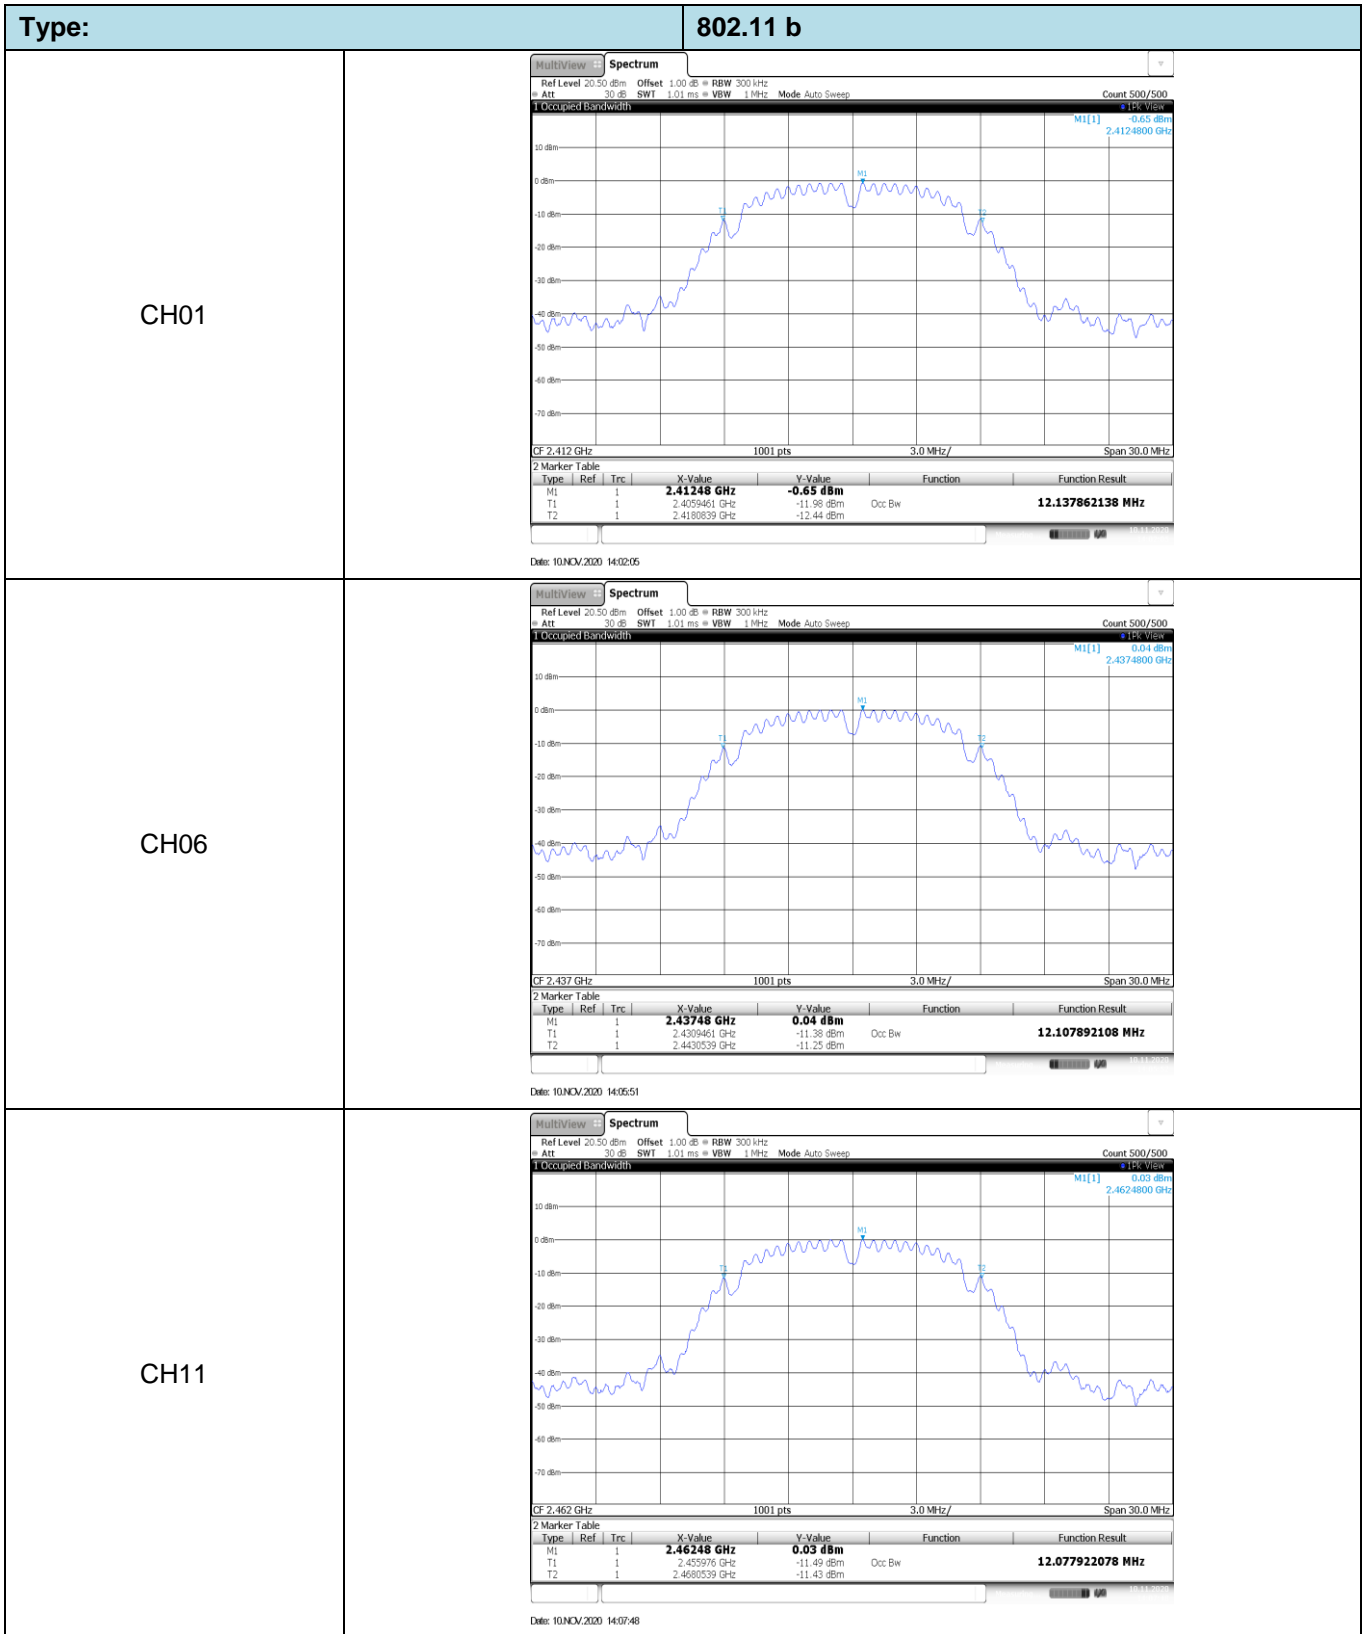 Type: 802.11 b
CH01
MultiView Spectrum
Ref Level 20.50 dBm Offset 1.00 dB RBW 300 kHz
Att 30 dB SWT 1.01 ms VBW 1 MHz Mode Auto Sweep Count 500/500
1 Occupied Bandwidth 1Pk View
M1[1] -0.65 dBm
2.4124800 GHz
10 dBm
M1
0 dBm
T1 T2
-10 dBm
-20 dBm
-30 dBm
-40 dBm
-50 dBm
-60 dBm
-70 dBm
CF 2.412 GHz 1001 pts 3.0 MHz/ Span 30.0 MHz
2 Marker Table
Type Ref Trc X-Value Y-Value Function Function Result
M1 1 2.41248 GHz -0.65 dBm
T1 1 2.4059461 GHz -11.98 dBm Occ Bw 12.137862138 MHz
T2 1 2.4180839 GHz -12.44 dBm
10.11.2020
Date: 10.NOV.2020 14:02:05
CH06
MultiView Spectrum
Ref Level 20.50 dBm Offset 1.00 dB RBW 300 kHz
Att 30 dB SWT 1.01 ms VBW 1 MHz Mode Auto Sweep Count 500/500
1 Occupied Bandwidth 1Pk View
M1[1] 0.04 dBm
2.4374800 GHz
10 dBm
M1
0 dBm
T1 T2
-10 dBm
-20 dBm
-30 dBm
-40 dBm
-50 dBm
-60 dBm
-70 dBm
CF 2.437 GHz 1001 pts 3.0 MHz/ Span 30.0 MHz
2 Marker Table
Type Ref Trc X-Value Y-Value Function Function Result
M1 1 2.43748 GHz 0.04 dBm
T1 1 2.4309461 GHz -11.38 dBm Occ Bw 12.107892108 MHz
T2 1 2.4430539 GHz -11.25 dBm
10.11.2020
Date: 10.NOV.2020 14:05:51
CH11
MultiView Spectrum
Ref Level 20.50 dBm Offset 1.00 dB RBW 300 kHz
Att 30 dB SWT 1.01 ms VBW 1 MHz Mode Auto Sweep Count 500/500
1 Occupied Bandwidth 1Pk View
M1[1] 0.03 dBm
2.4624800 GHz
10 dBm
M1
0 dBm
T1 T2
-10 dBm
-20 dBm
-30 dBm
-40 dBm
-50 dBm
-60 dBm
-70 dBm
CF 2.462 GHz 1001 pts 3.0 MHz/ Span 30.0 MHz
2 Marker Table
Type Ref Trc X-Value Y-Value Function Function Result
M1 1 2.46248 GHz 0.03 dBm
T1 1 2.455976 GHz -11.49 dBm Occ Bw 12.077922078 MHz
T2 1 2.4680539 GHz -11.43 dBm
10.11.2020
Date: 10.NOV.2020 14:07:48